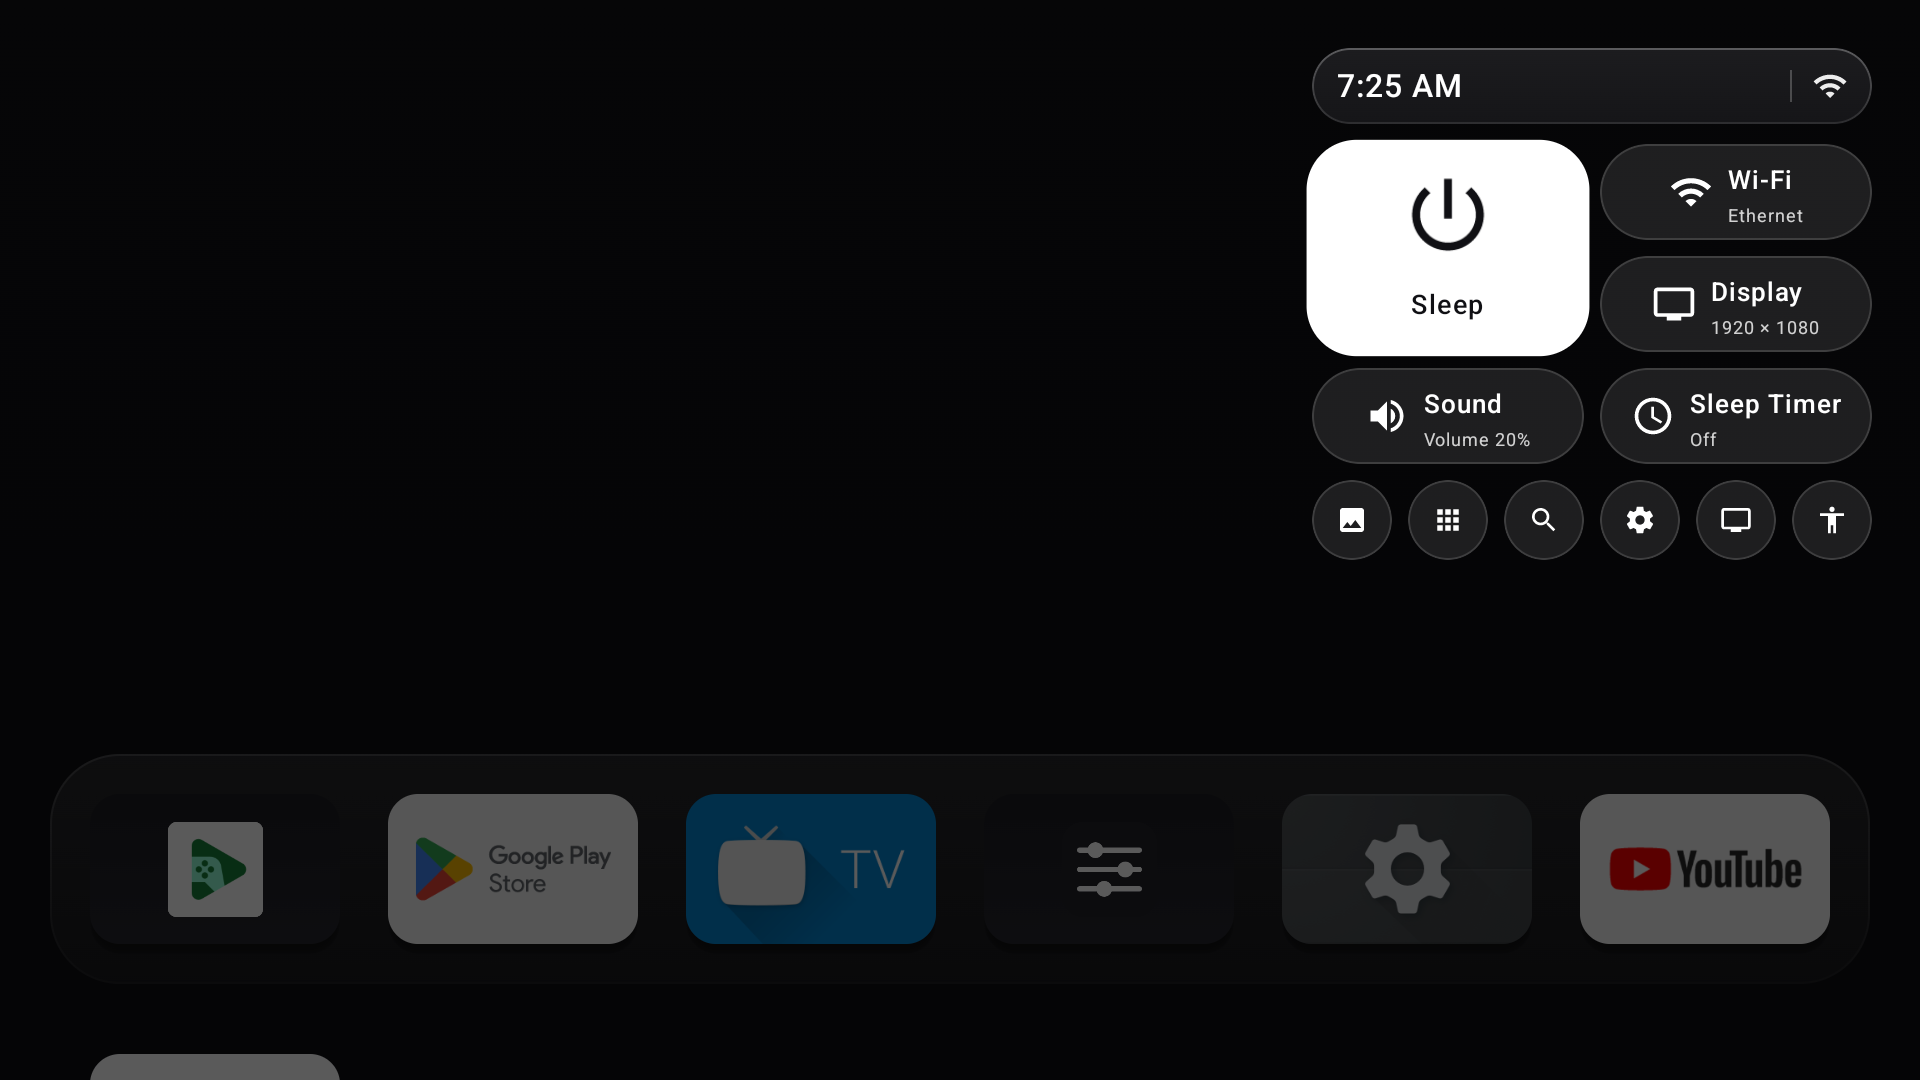 7:25 AM
Sleep
Wi-Fi
Ethernet
Display
1920 × 1080
Sound
Volume 20%
Sleep Timer
Off
Google Play
Store
TV
YouTube